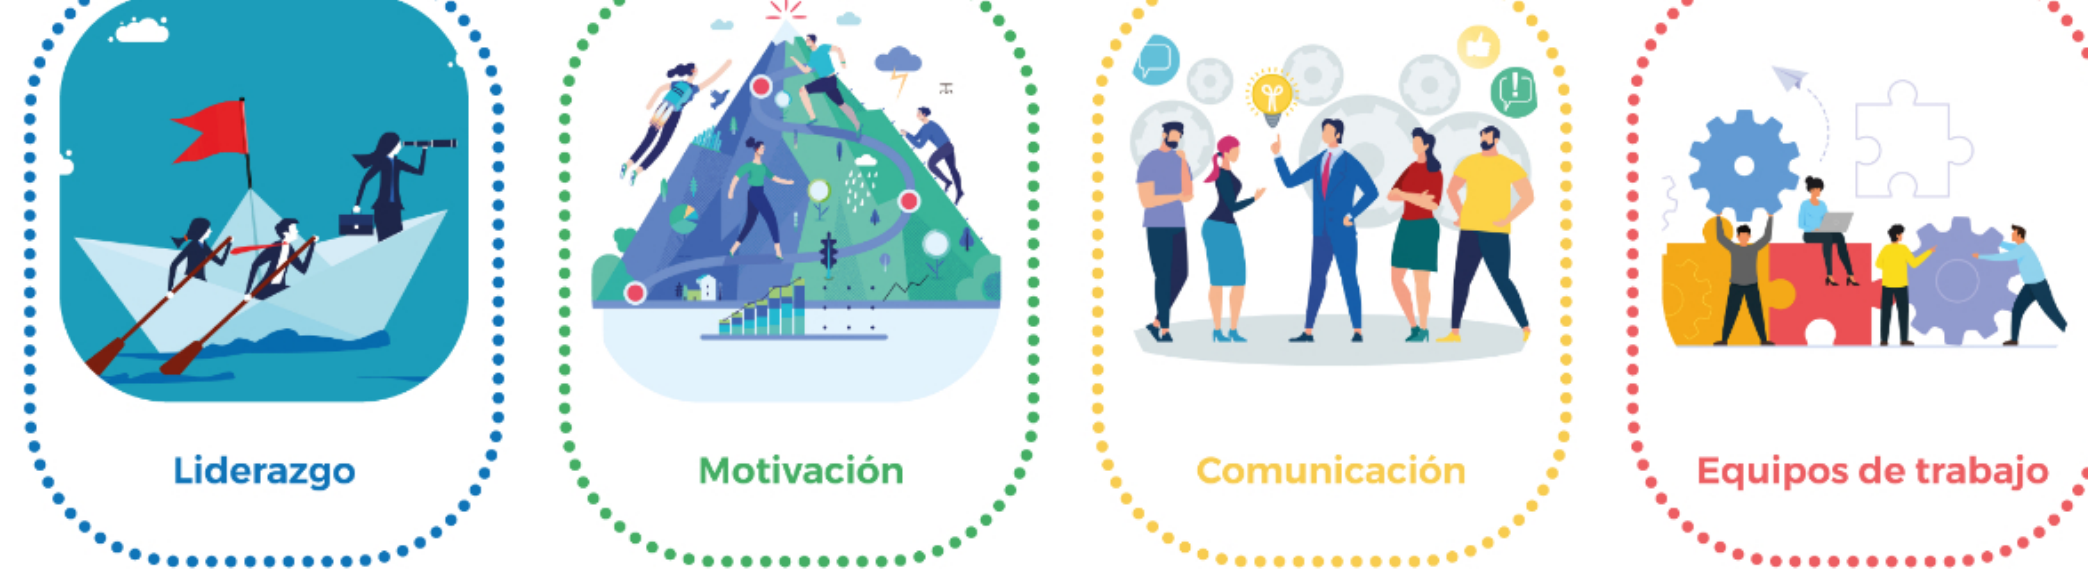 Liderazgo
Motivación
Comunicación
Equipos de trabajo